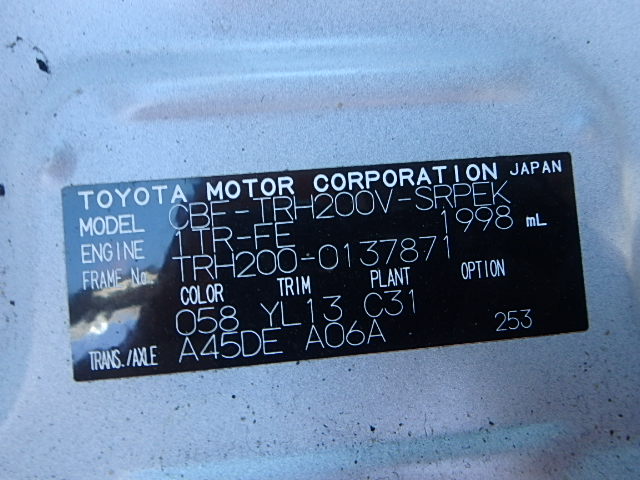 TOYOTA MOTOR CORPORATION JAPAN
MODEL CBF-TRH200V-SRPEK
ENGINE 1TR-FE 1998 mL
FRAME No. TRH200-0137871
COLOR TRIM PLANT OPTION
058 YL13 C31
TRANS./AXLE A45DE A06A 253